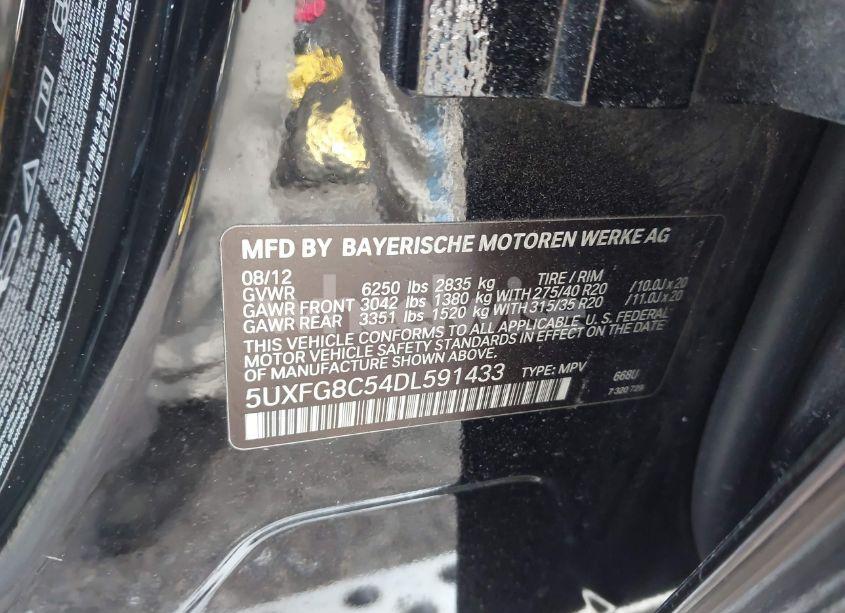 MFD BY BAYERISCHE MOTOREN WERKE AG
08/12 TIRE / RIM
GVWR 6250 lbs 2835 kg
GAWR FRONT 3042 lbs 1380 kg WITH 275/40 R20 /10.0J x 20
GAWR REAR 3351 lbs 1520 kg WITH 315/35 R20 /11.0J x 20
THIS VEHICLE CONFORMS TO ALL APPLICABLE U.S. FEDERAL
MOTOR VEHICLE SAFETY STANDARDS IN EFFECT ON THE DATE
OF MANUFACTURE SHOWN ABOVE.
5UXFG8C54DL591433 TYPE: MPV 668U
7 320 729